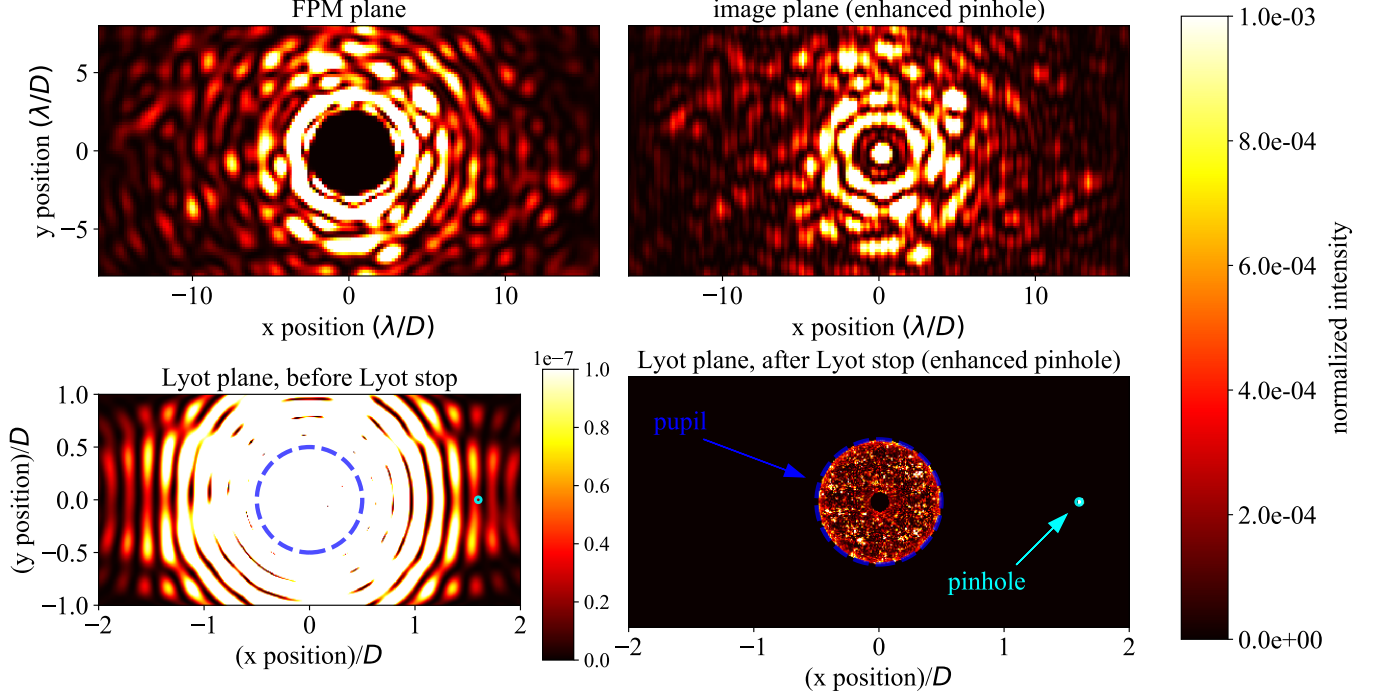 FPM plane
image plane (enhanced pinhole)
y position (λ/D)
5
0
−5
−10
0
10
x position (λ/D)
−10
0
10
x position (λ/D)
1.0e-03
8.0e-04
6.0e-04
4.0e-04
2.0e-04
0.0e+00
normalized intensity
Lyot plane, before Lyot stop
(y position)/D
1.0
0.5
0.0
−0.5
−1.0
−2
−1
0
1
2
(x position)/D
1e−7
1.0
0.8
0.6
0.4
0.2
0.0
Lyot plane, after Lyot stop (enhanced pinhole)
pupil
pinhole
−2
−1
0
1
2
(x position)/D